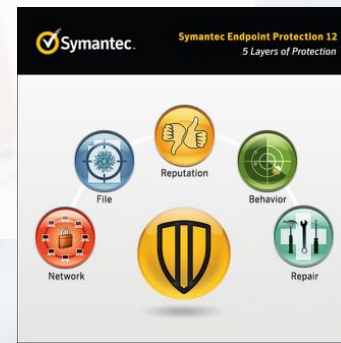 Symantec.
Symantec Endpoint Protection 12
5 Layers of Protection
Reputation
File
Behavior
Network
Repair